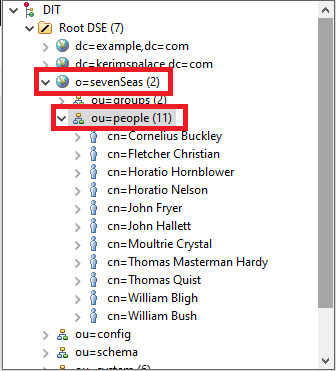 DIT
Root DSE (7)
dc=example,dc=com
dc=kerimspalace,dc=com
o=sevenSeas (2)
ou=groups (2)
ou=people (11)
cn=Cornelius Buckley
cn=Fletcher Christian
cn=Horatio Hornblower
cn=Horatio Nelson
cn=John Fryer
cn=John Hallett
cn=Moultrie Crystal
cn=Thomas Masterman Hardy
cn=Thomas Quist
cn=William Bligh
cn=William Bush
ou=config
ou=schema
ou=system (6)